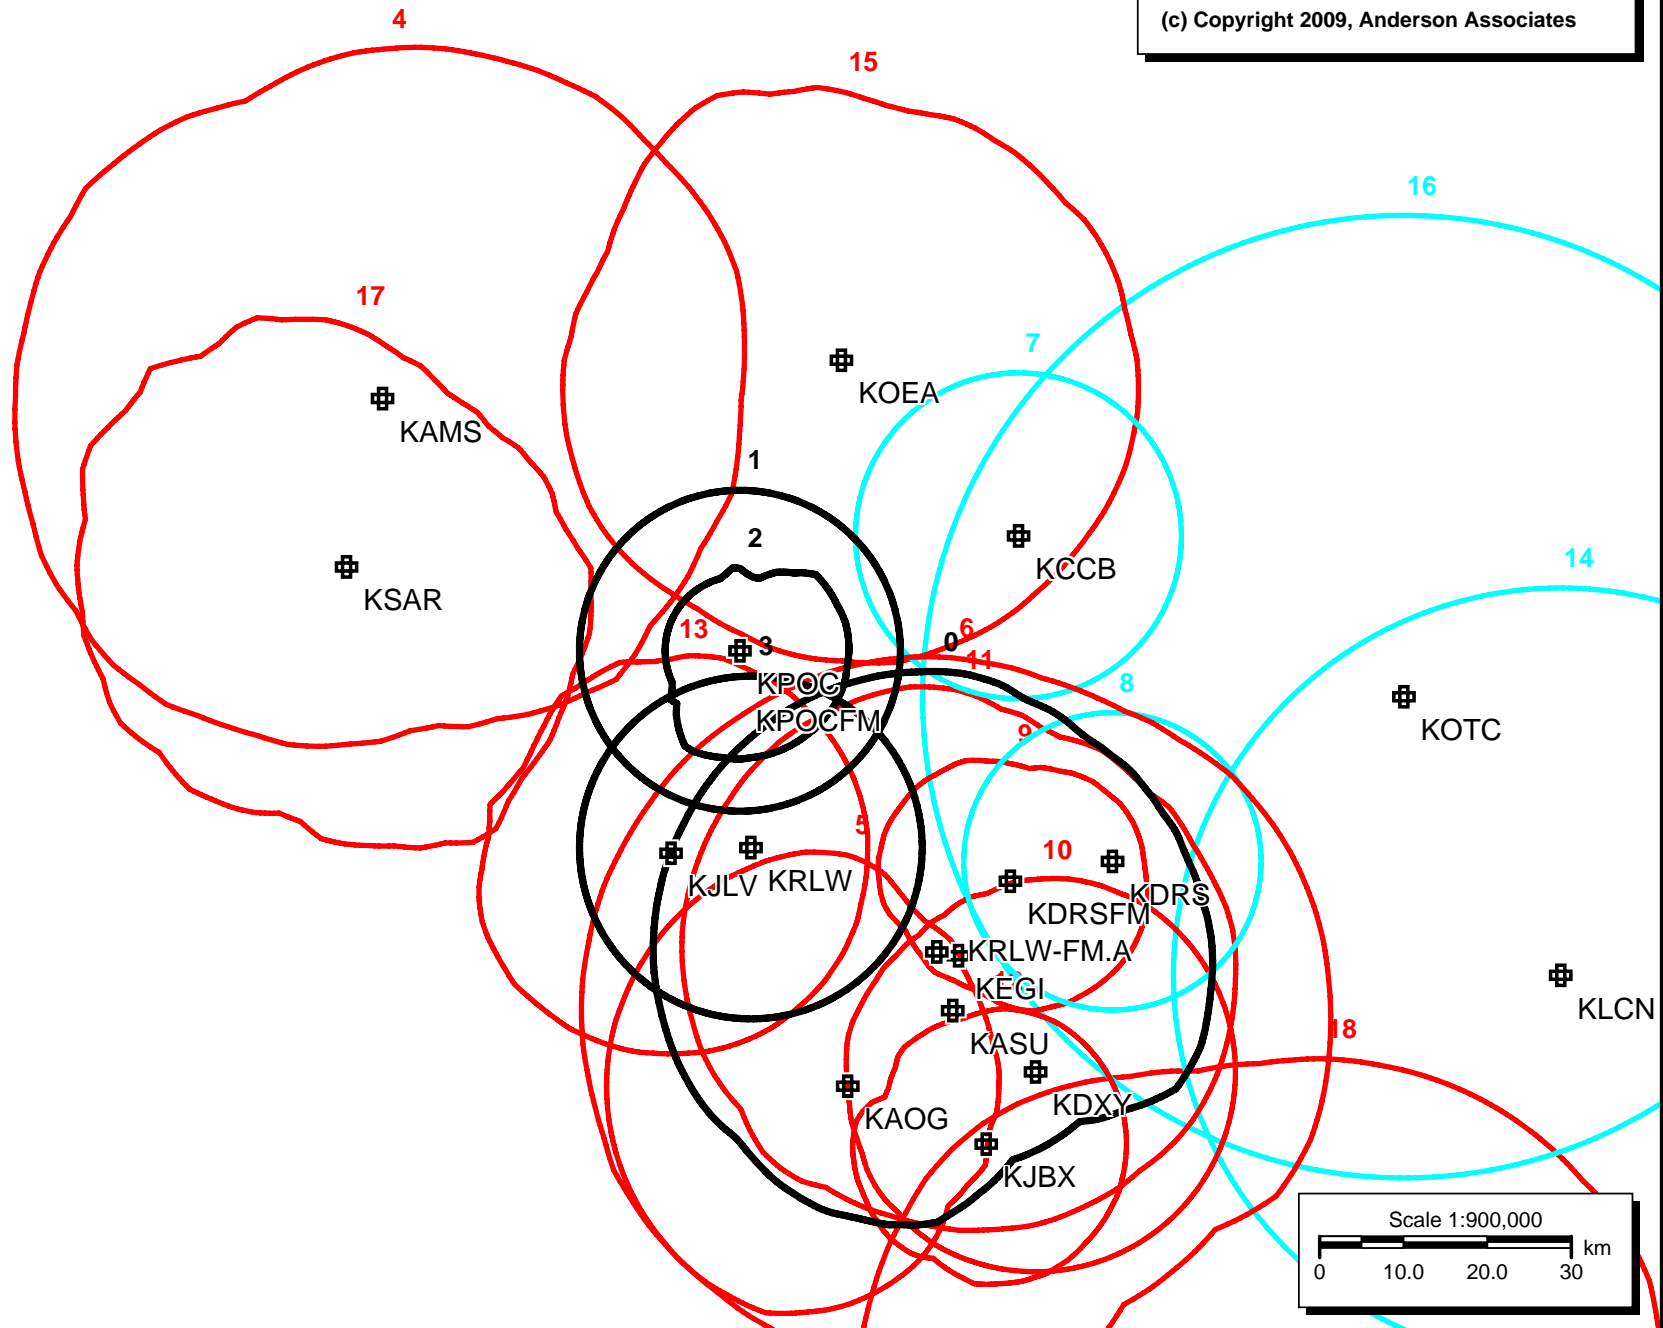 (c) Copyright 2009, Anderson Associates
4
15
16
17
7
KOEA
KAMS
1
2
14
KCCB
KSAR
13
3
0
6
11
KPOC
8
KPOCFM
KOTC
9
5
10
KJLV
KRLW
KDRS
KDRSFM
KRLW-FM.A
KEGI
KLCN
18
KASU
KDXY
KAOG
KJBX
Scale 1:900,000
km
0
10.0
20.0
30